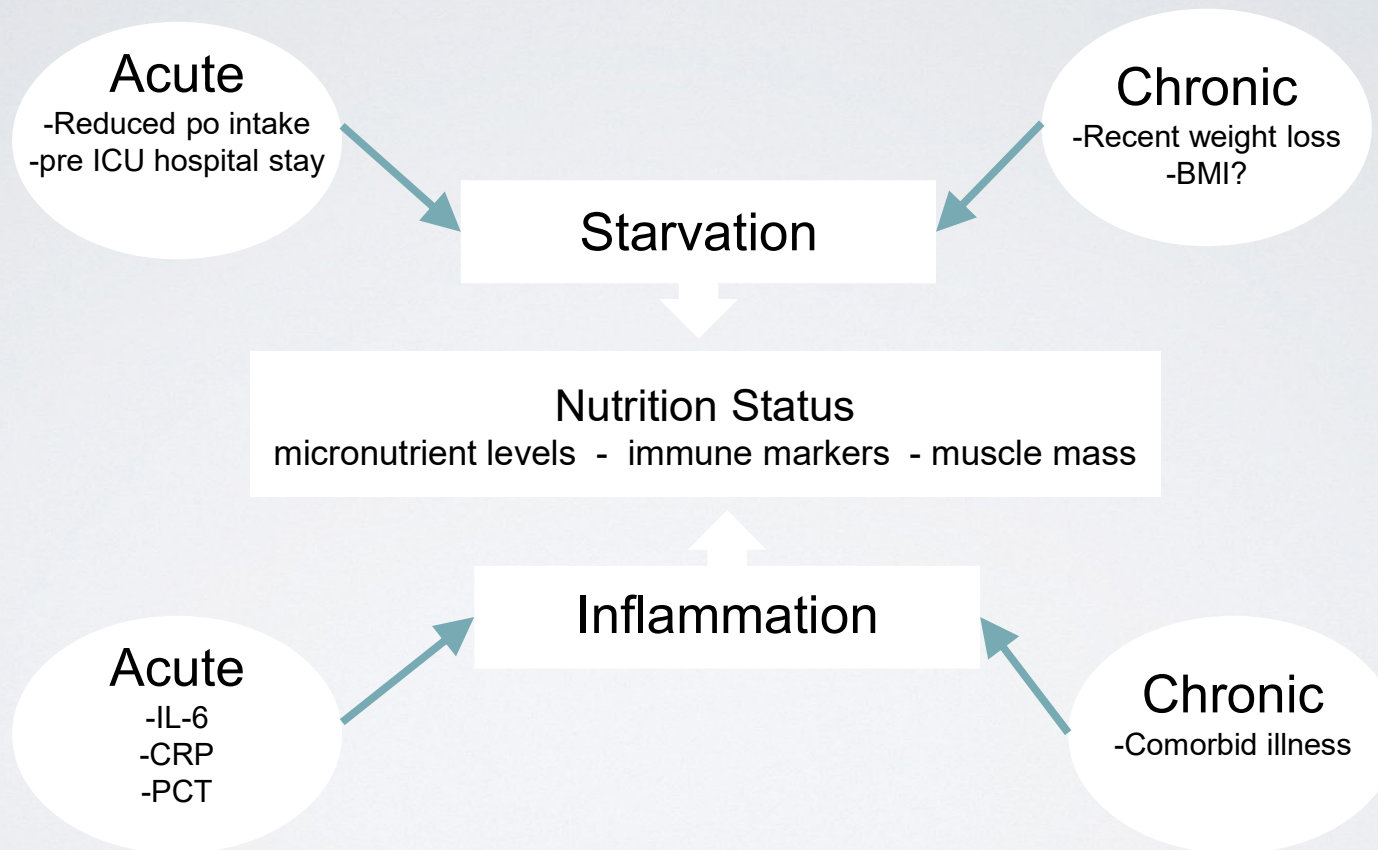 Acute
-Reduced po intake
-pre ICU hospital stay
Chronic
-Recent weight loss
-BMI?
Starvation
Nutrition Status
micronutrient levels - immune markers - muscle mass
Inflammation
Acute
-IL-6
-CRP
-PCT
Chronic
-Comorbid illness